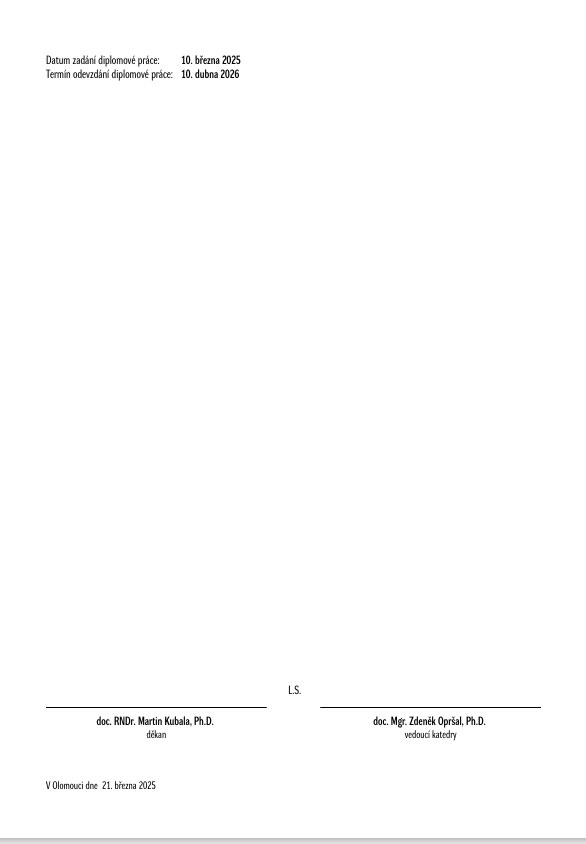 Datum zadání diplomové práce: 10. března 2025
Termín odevzdání diplomové práce: 10. dubna 2026
L.S.
doc. RNDr. Martin Kubala, Ph.D. doc. Mgr. Zdeněk Opršal, Ph.D.
děkan vedoucí katedry
V Olomouci dne 21. března 2025